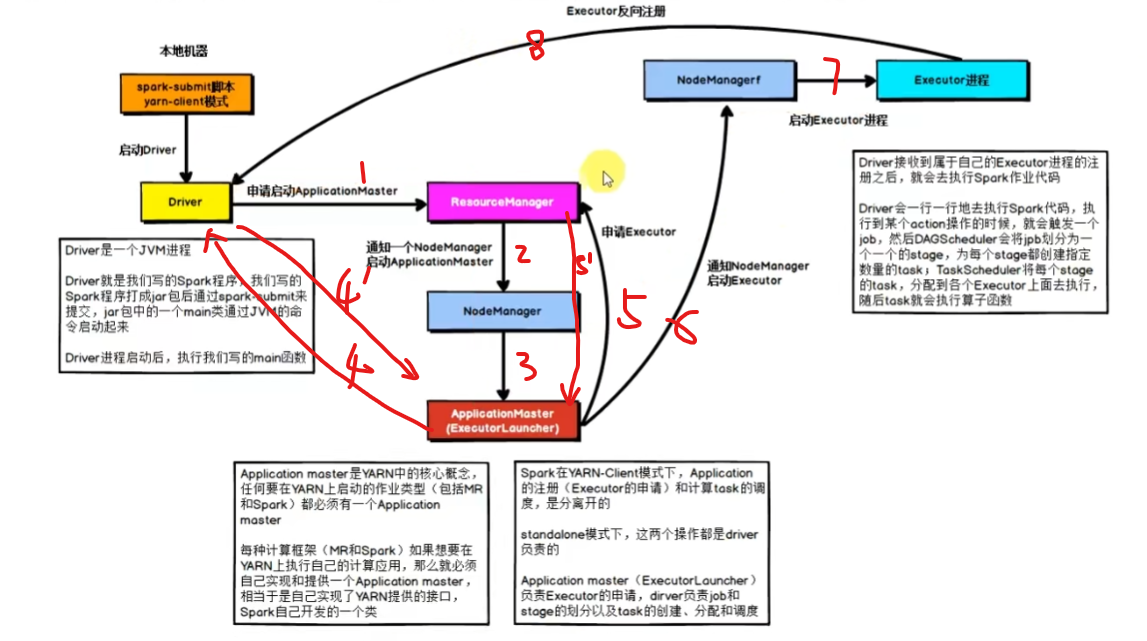 Executor反向注册
8
本地机器
spark-submit脚本
yarn-client模式
NodeManagerf
7
Executor进程
启动Executor进程
启动Driver
Driver
申请启动ApplicationMaster
1
ResourceManager
通知一个NodeManager
启动ApplicationMaster
2
5'
申请Executor
通知NodeManager
启动Executor
NodeManager
4'
4
3
5
6
ApplicationMaster
(ExecutorLauncher)
Driver是一个JVM进程
Driver就是我们写的Spark程序，我们写的
Spark程序打成jar包后通过spark-submit来
提交，jar包中的一个main类通过JVM的命
令启动起来
Driver进程启动后，执行我们写的main函数
Driver接收到属于自己的Executor进程的注
册之后，就会去执行Spark作业代码
Driver会一行一行地去执行Spark代码，执
行到某个action操作的时候，就会触发一个
job，然后DAGScheduler会将jpb划分为一
个一个的stage，为每个stage都创建指定
数量的task；TaskScheduler将每个stage
的task，分配到各个Executor上面去执行，
随后task就会执行算子函数
Application master是YARN中的核心概念，
任何要在YARN上启动的作业类型（包括MR
和Spark）都必须有一个Application
master
每种计算框架（MR和Spark）如果想要在
YARN上执行自己的计算应用，那么就必须
自己实现和提供一个Application master，
相当于是自己实现了YARN提供的接口，
Spark自己开发的一个类
Spark在YARN-Client模式下，Application
的注册（Executor的申请）和计算task的调
度，是分离开的
standalone模式下，这两个操作都是driver
负责的
Application master（ExecutorLauncher）
负责Executor的申请，dirver负责job和
stage的划分以及task的创建、分配和调度